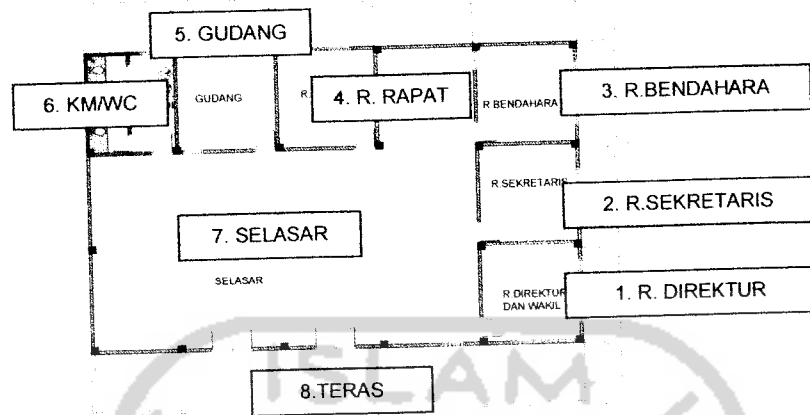 5. GUDANG
6. KM/WC
GUDANG
R.
4. R. RAPAT
R.BENDAHARA
3. R.BENDAHARA
R.SEKRETARIS
2. R.SEKRETARIS
7. SELASAR
SELASAR
R.DIREKTUR
DAN WAKIL
1. R. DIREKTUR
ISLAM
8.TERAS